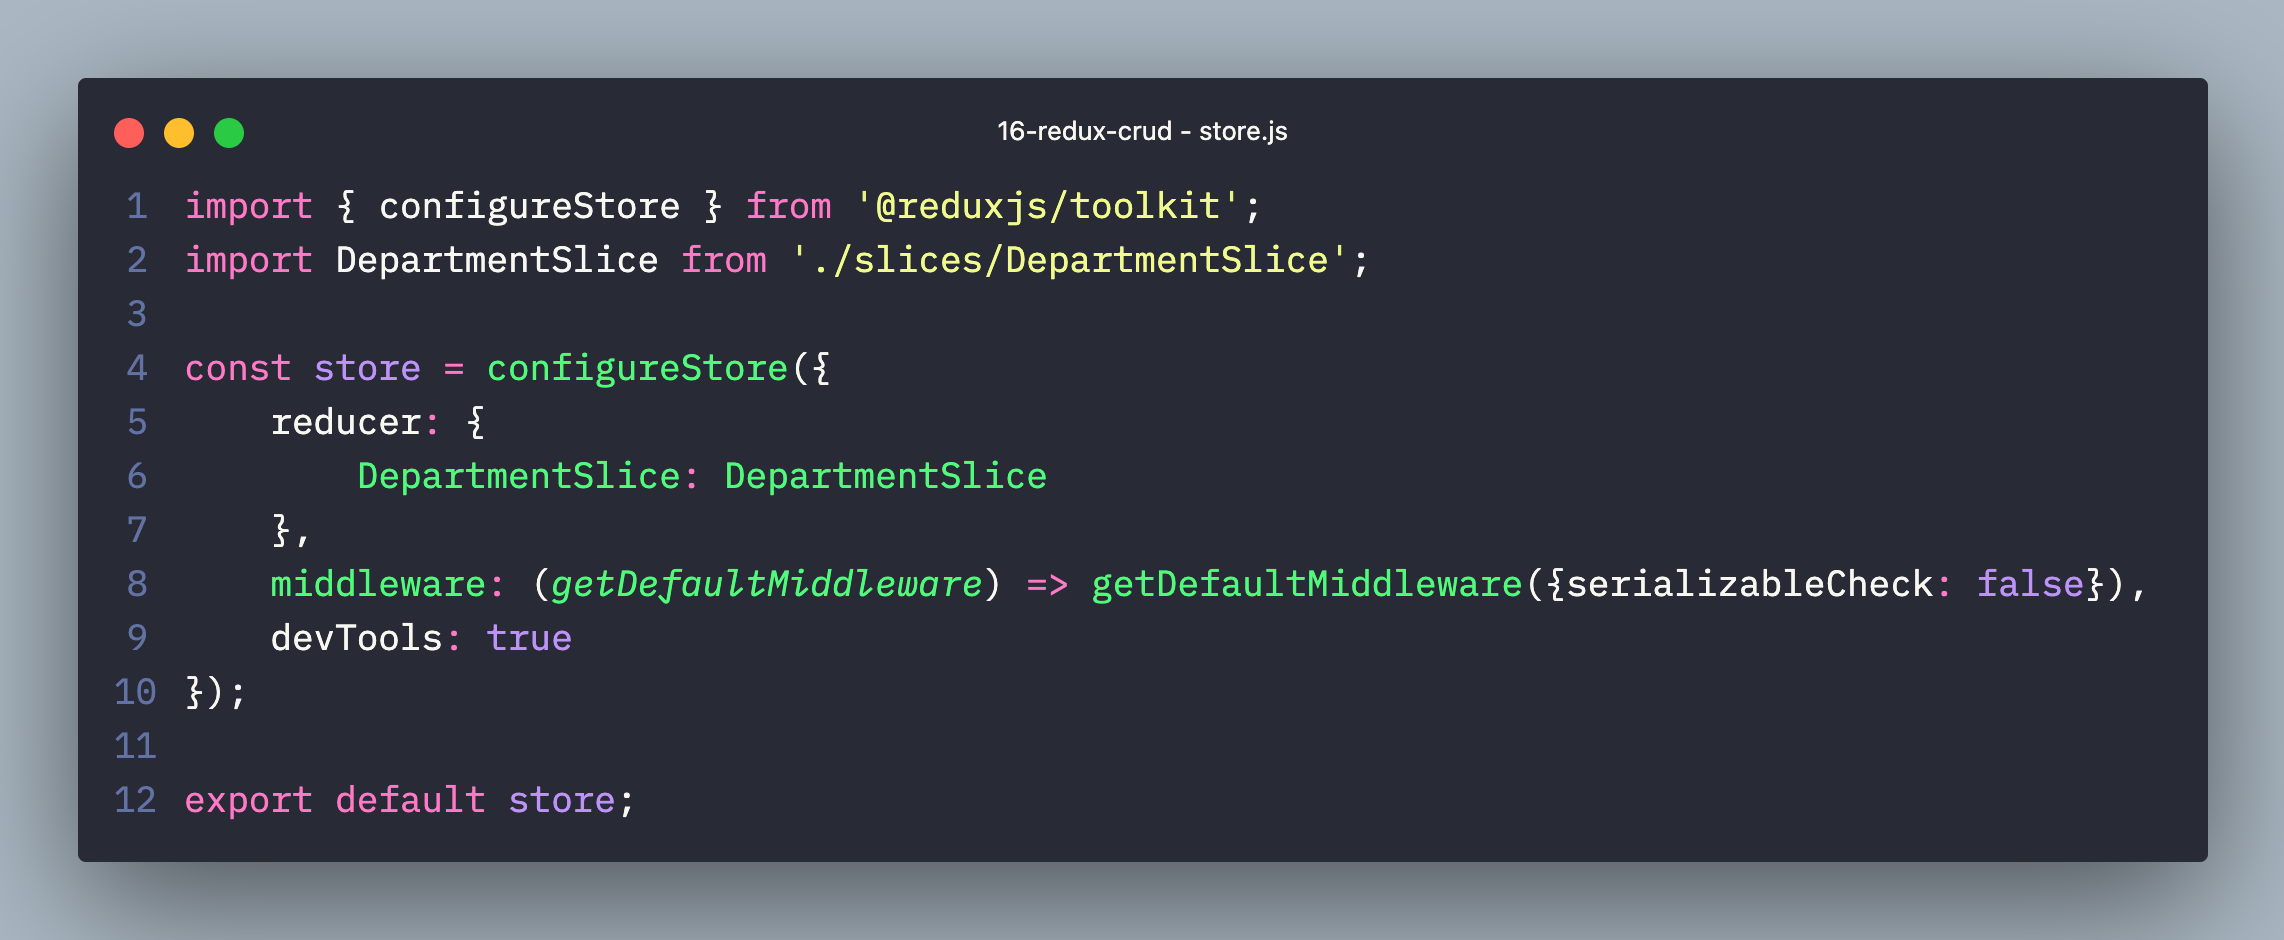 16-redux-crud - store.js
1 import { configureStore } from '@reduxjs/toolkit';
2 import DepartmentSlice from './slices/DepartmentSlice';
3
4 const store = configureStore({
5     reducer: {
6         DepartmentSlice: DepartmentSlice
7     },
8     middleware: (getDefaultMiddleware) => getDefaultMiddleware({serializableCheck: false}),
9     devTools: true
10 });
11
12 export default store;